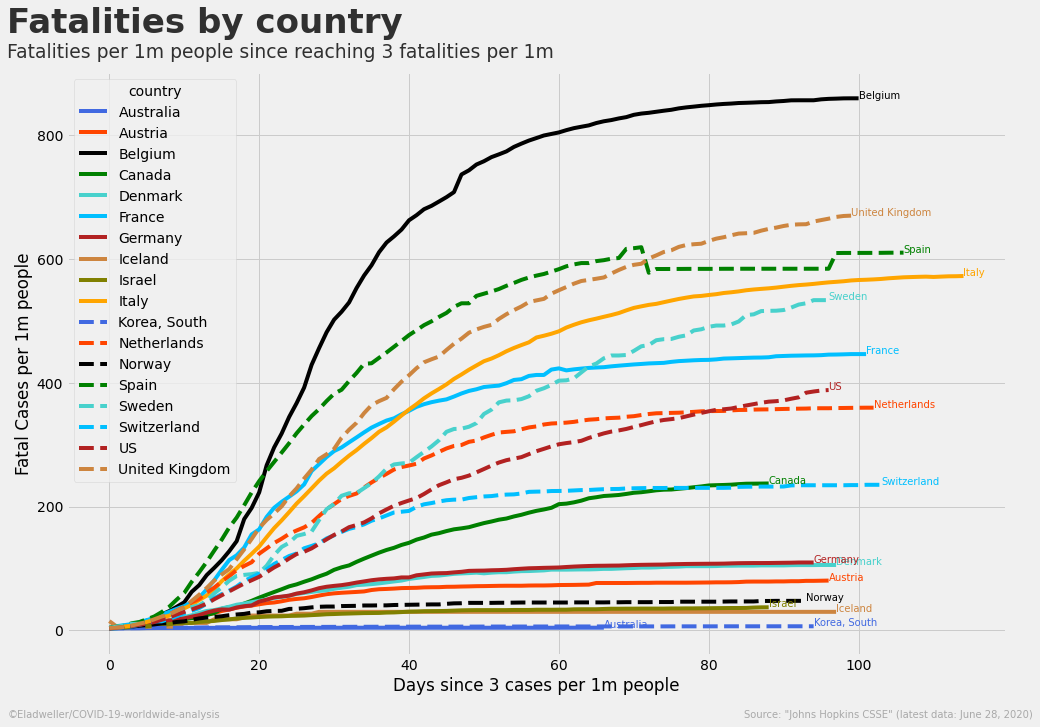 Fatalities by country
Fatalities per 1m people since reaching 3 fatalities per 1m
country
Australia
Austria
Belgium
Canada
Denmark
France
Germany
Iceland
Israel
Italy
Korea, South
Netherlands
Norway
Spain
Sweden
Switzerland
US
United Kingdom
Fatal Cases per 1m people
800
600
400
200
0
Belgium
United Kingdom
Spain
Italy
Sweden
France
US
Netherlands
Canada
Switzerland
Germany
Denmark
Austria
Norway
Israel
Iceland
Australia
Korea, South
0 20 40 60 80 100
Days since 3 cases per 1m people
©Eladweller/COVID-19-worldwide-analysis
Source: "Johns Hopkins CSSE" (latest data: June 28, 2020)